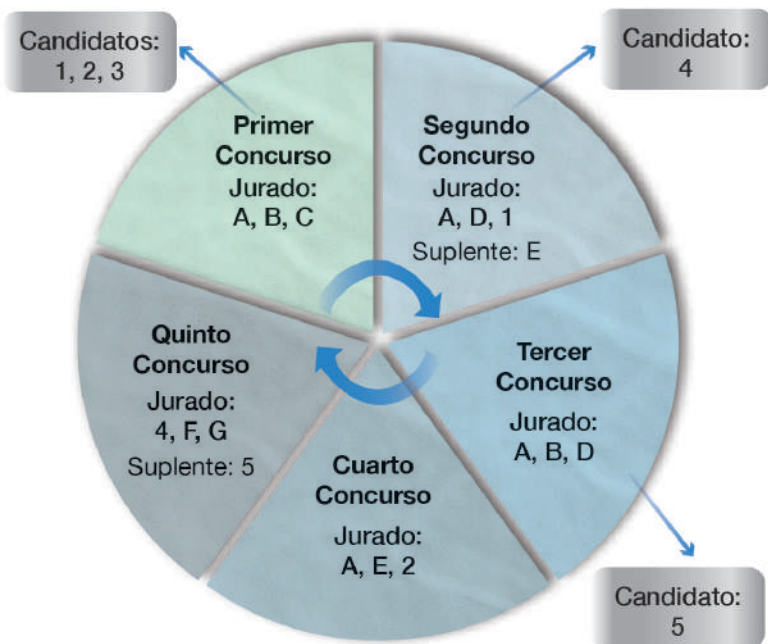 Candidatos:
1, 2, 3
Candidato:
4
Primer
Concurso
Jurado:
A, B, C
Segundo
Concurso
Jurado:
A, D, 1
Suplente: E
Tercer
Concurso
Jurado:
A, B, D
Cuarto
Concurso
Jurado:
A, E, 2
Quinto
Concurso
Jurado:
4, F, G
Suplente: 5
Candidato:
5